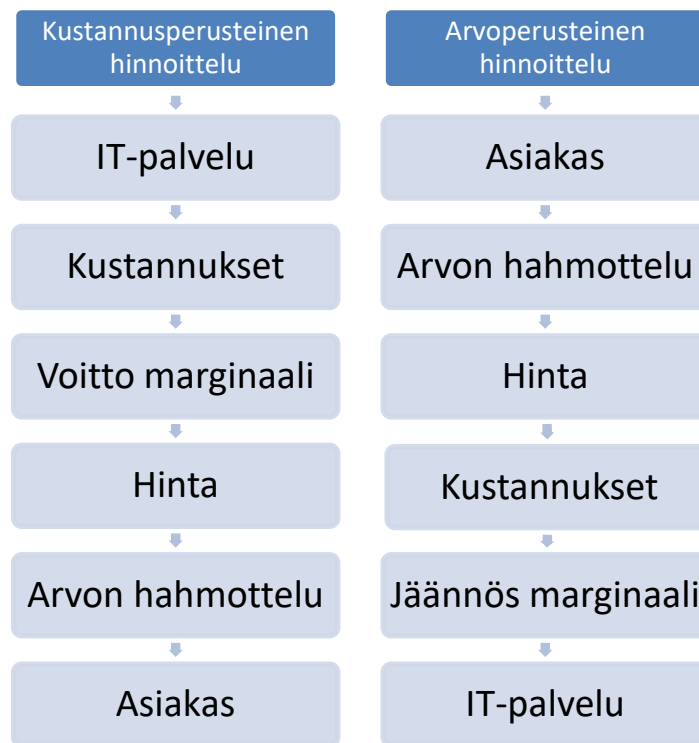 Kustannusperusteinen
hinnoittelu
IT-palvelu
Kustannukset
Voitto marginaali
Hinta
Arvon hahmottelu
Asiakas
Arvoperusteinen
hinnoittelu
Asiakas
Arvon hahmottelu
Hinta
Kustannukset
Jäännös marginaali
IT-palvelu